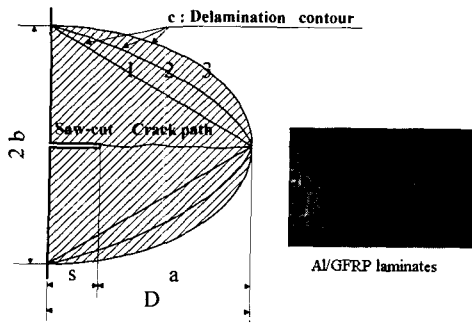 c : Delamination contour
1 2 3
Saw-cut Crack path
2 b
s a
D
Al/GFRP laminates